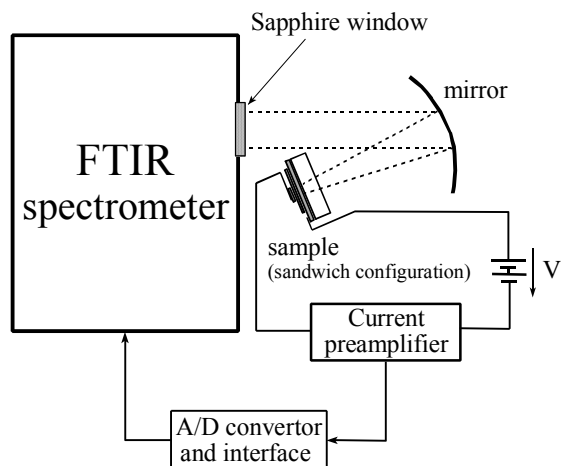 Sapphire window
mirror
FTIR
spectrometer
sample
(sandwich configuration)
V
Current
preamplifier
A/D convertor
and interface